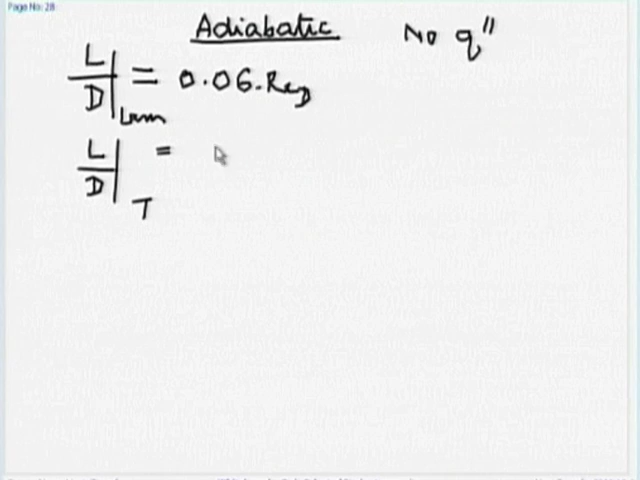 Page No: 28
Adiabatic No q"
L/D|Lam = 0.06.ReD
L/D|T =